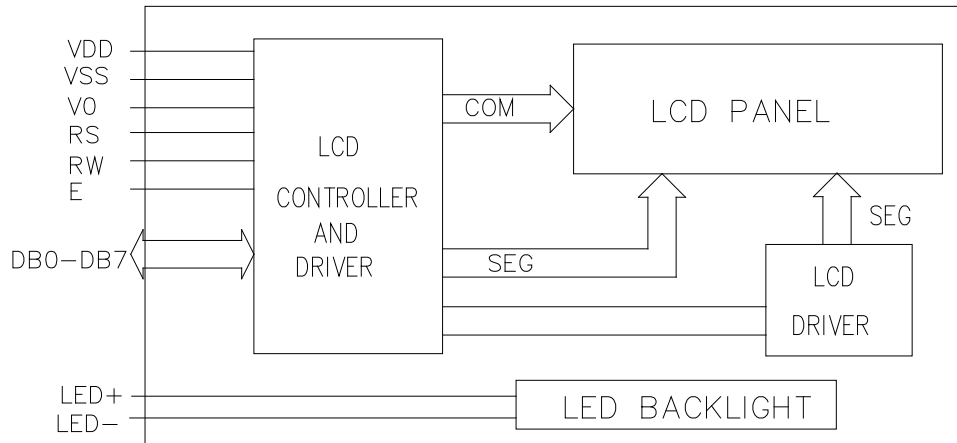 VDD
VSS
VO
RS
RW
E
DB0-DB7
LED+
LED-
LCD
CONTROLLER
AND
DRIVER
COM
SEG
LCD PANEL
SEG
LCD
DRIVER
LED BACKLIGHT